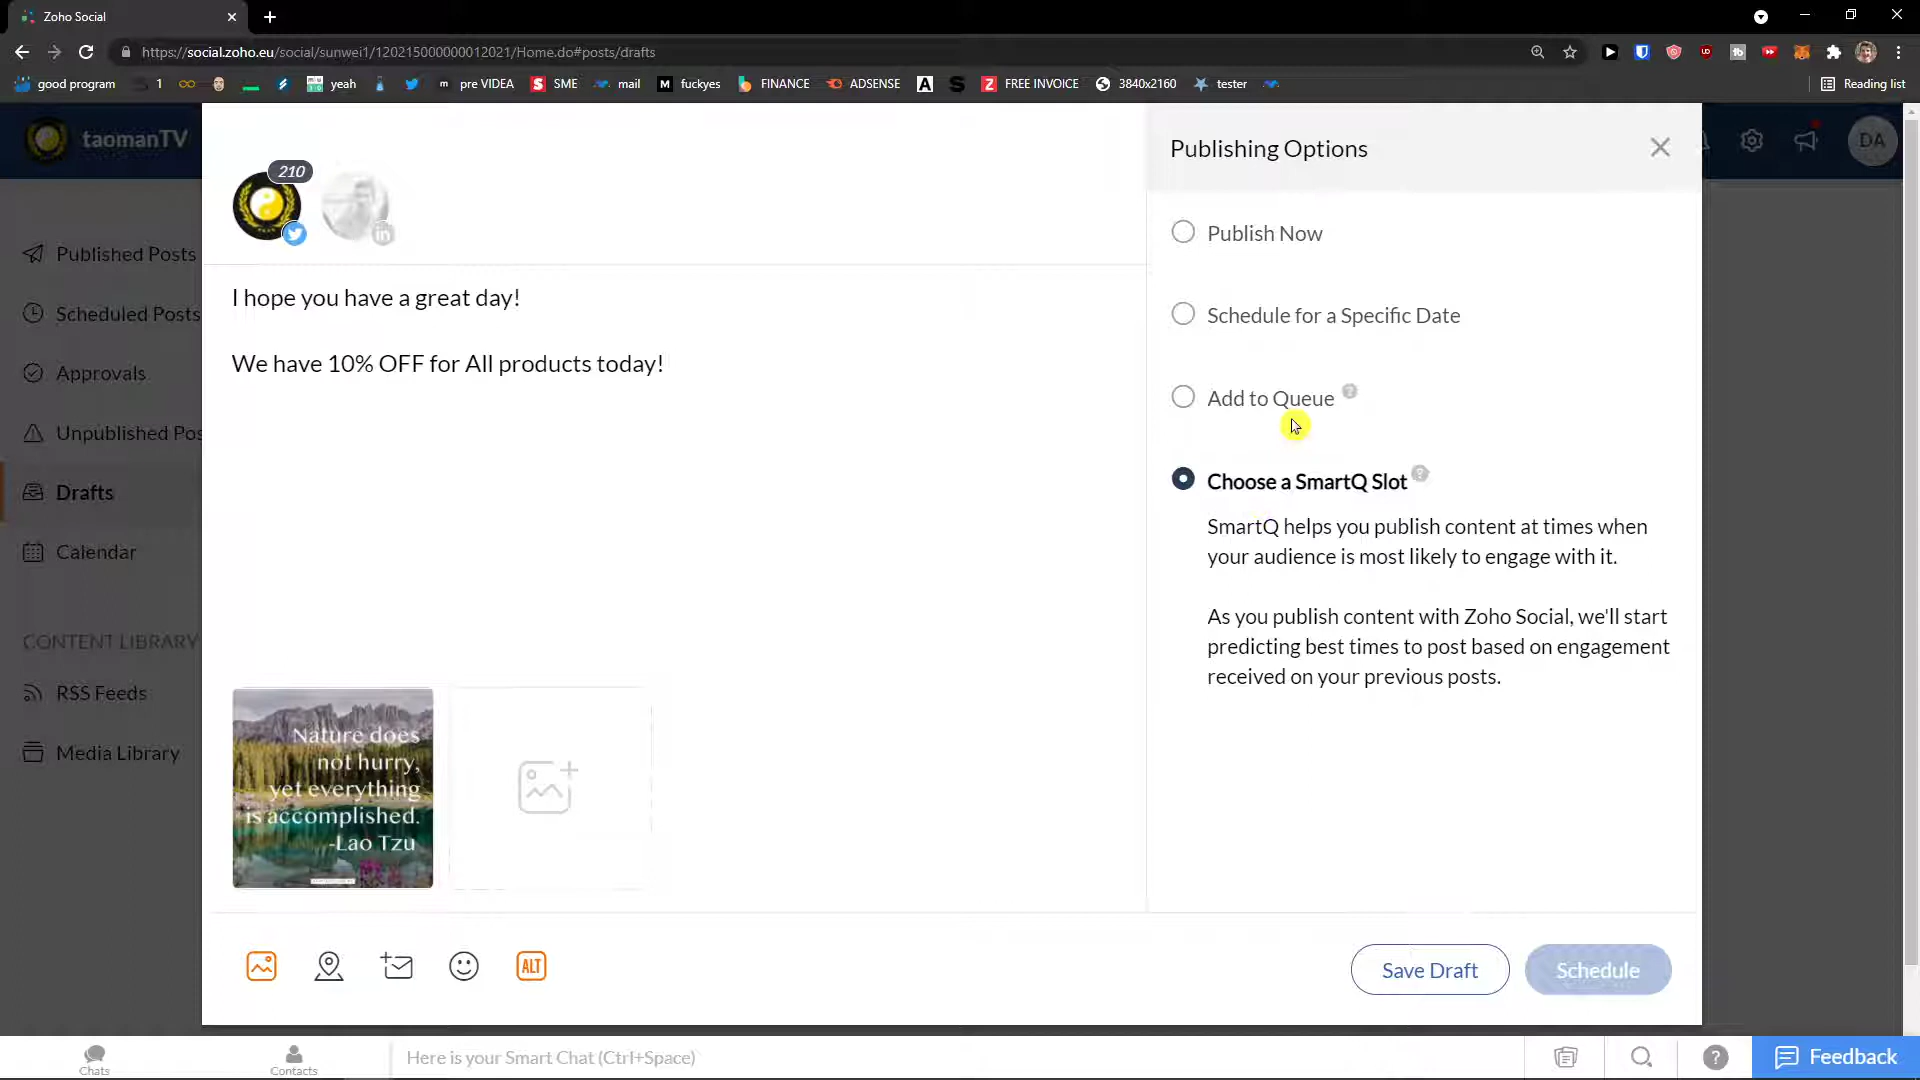 Zoho Social
https://social.zoho.eu/social/sunwei1/120215000000012021/Home.do#posts/drafts
good program
1
yeah
pre VIDEA
SME
mail
fuckyes
FINANCE
ADSENSE
FREE INVOICE
3840x2160
tester
Reading list
taomanTV
DA
Published Posts
Scheduled Posts
Approvals
Unpublished Pos
Drafts
Calendar
CONTENT LIBRARY
RSS Feeds
Media Library
210
I hope you have a great day!
We have 10% OFF for All products today!
Nature does
not hurry,
yet everything
is accomplished.
-Lao Tzu
ALT
Publishing Options
Publish Now
Schedule for a Specific Date
Add to Queue
Choose a SmartQ Slot
SmartQ helps you publish content at times when
your audience is most likely to engage with it.
As you publish content with Zoho Social, we'll start
predicting best times to post based on engagement
received on your previous posts.
Save Draft
Schedule
Chats
Contacts
Here is your Smart Chat (Ctrl+Space)
Feedback